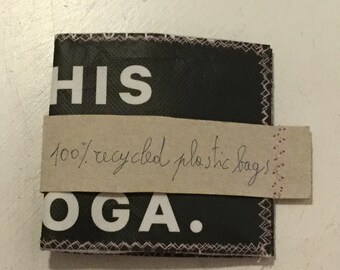 HIS
100% recycled plastic bags
OGA.